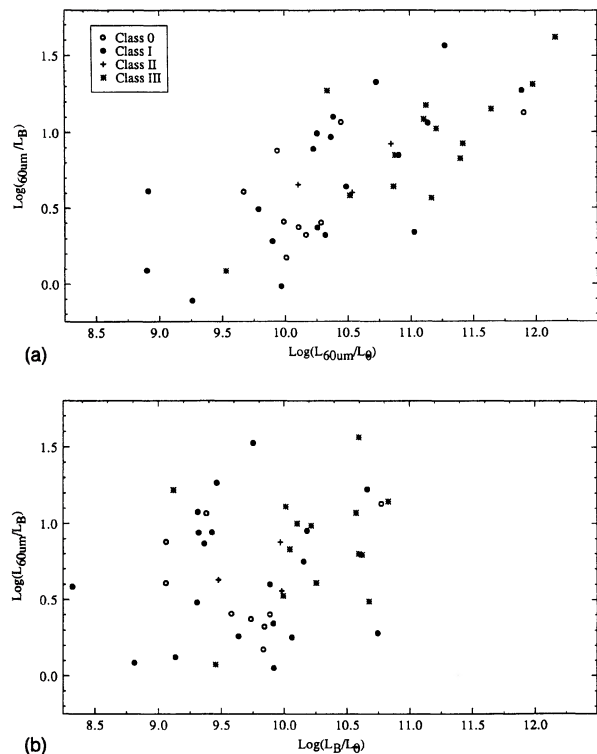 Class 0
Class I
Class II
Class III
1.5
1.0
0.5
0.0
Log(60um/LB)
8.5 9.0 9.5 10.0 10.5 11.0 11.5 12.0
Log(L60um/Lθ)
(a)
1.5
1.0
0.5
0.0
Log(L60um/LB)
8.5 9.0 9.5 10.0 10.5 11.0 11.5 12.0
Log(LB/Lθ)
(b)